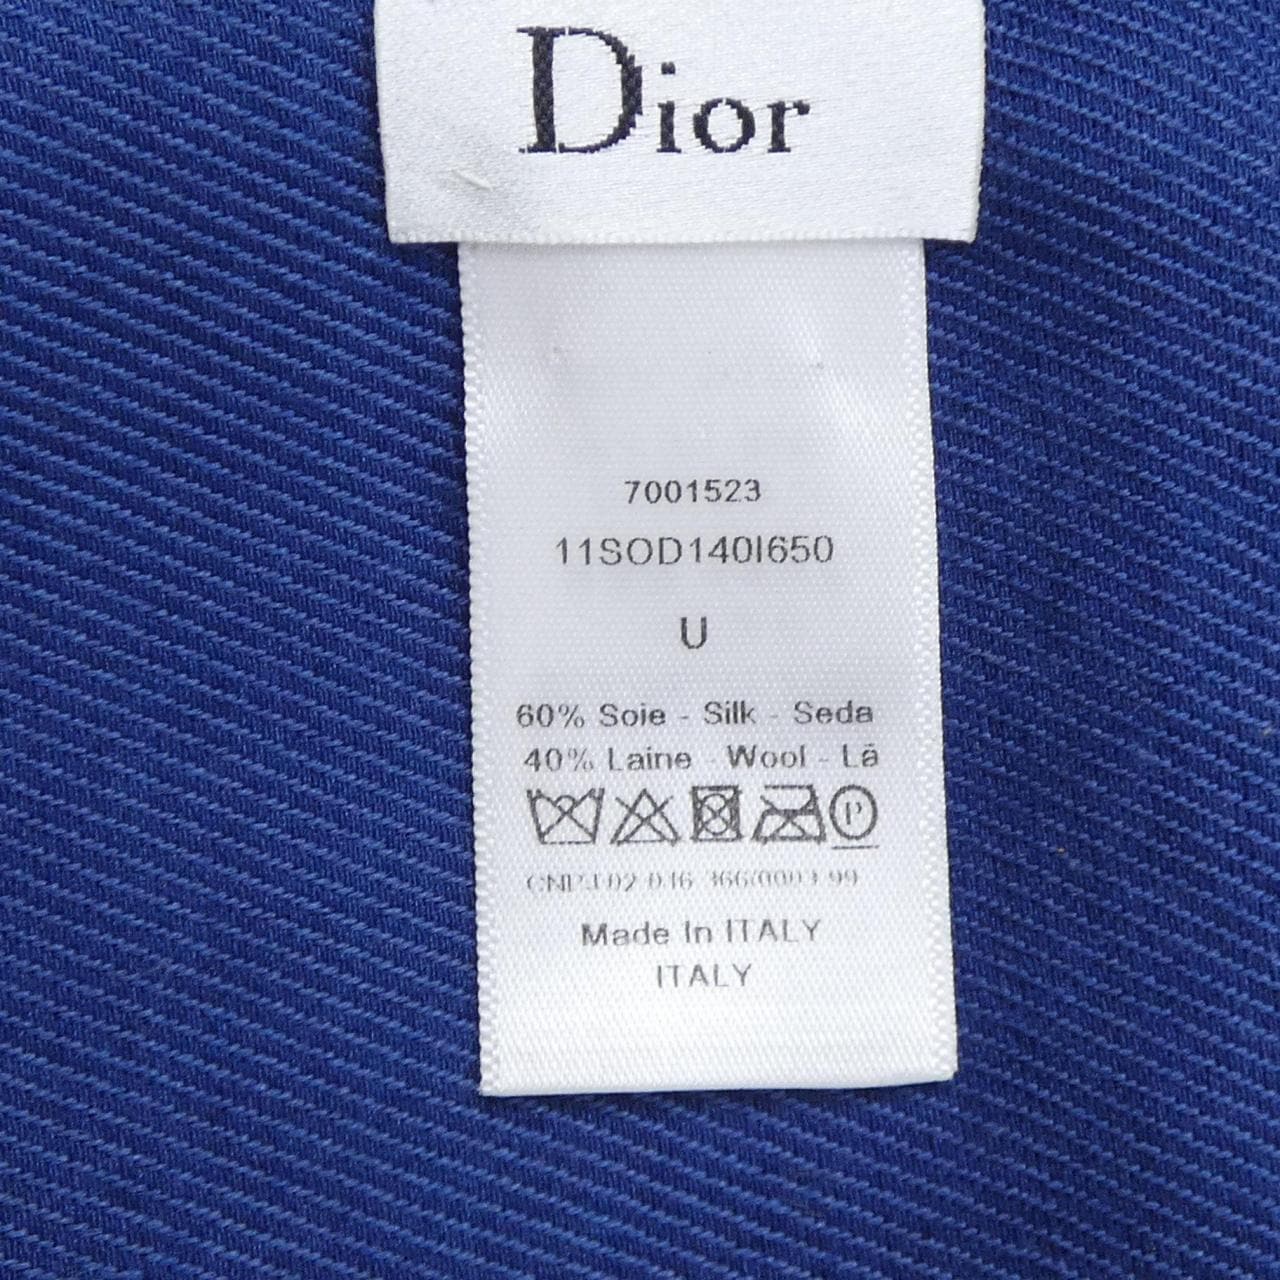 Dior
7001523
11SOD140I650
U
60% Soie - Silk - Seda
40% Laine - Wool - Lã
P
Made In ITALY
ITALY